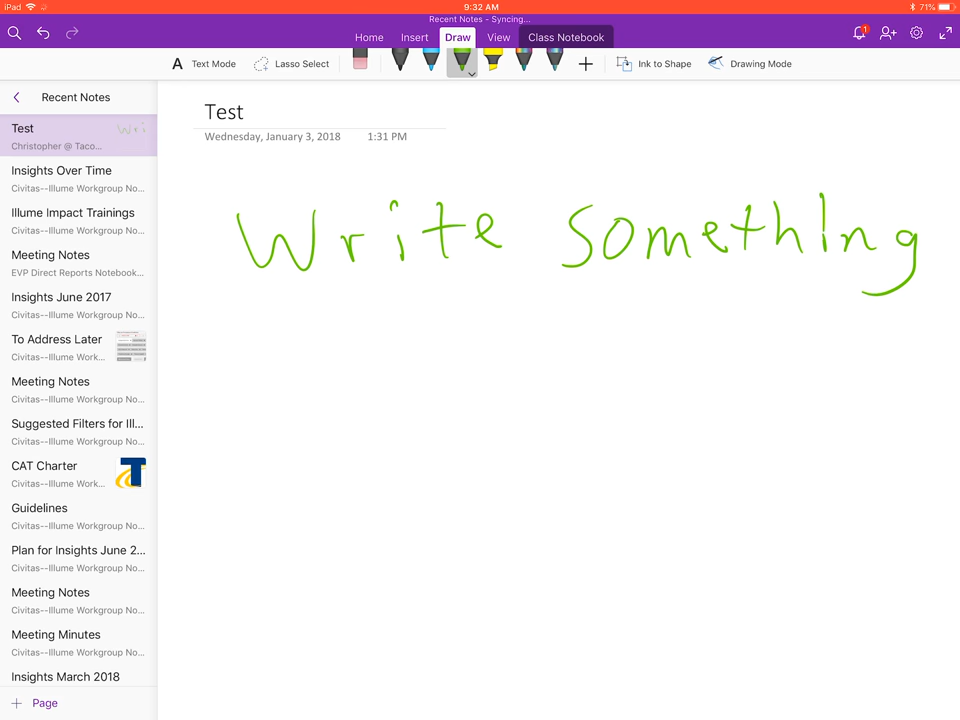 iPad 9:32 AM 71%
Recent Notes - Syncing...
Home Insert Draw View Class Notebook 1
A Text Mode Lasso Select Ink to Shape Drawing Mode
Recent Notes
Test
Christopher @ Taco...
Insights Over Time
Civitas--Illume Workgroup No...
Illume Impact Trainings
Civitas--Illume Workgroup No...
Meeting Notes
EVP Direct Reports Notebook...
Insights June 2017
Civitas--Illume Workgroup No...
To Address Later
Civitas--Illume Work...
Meeting Notes
Civitas--Illume Workgroup No...
Suggested Filters for Ill...
Civitas--Illume Workgroup No...
CAT Charter
Civitas--Illume Work...
Guidelines
Civitas--Illume Workgroup No...
Plan for Insights June 2...
Civitas--Illume Workgroup No...
Meeting Notes
Civitas--Illume Workgroup No...
Meeting Minutes
Civitas--Illume Workgroup No...
Insights March 2018
+ Page
Test
Wednesday, January 3, 2018 1:31 PM
Write something